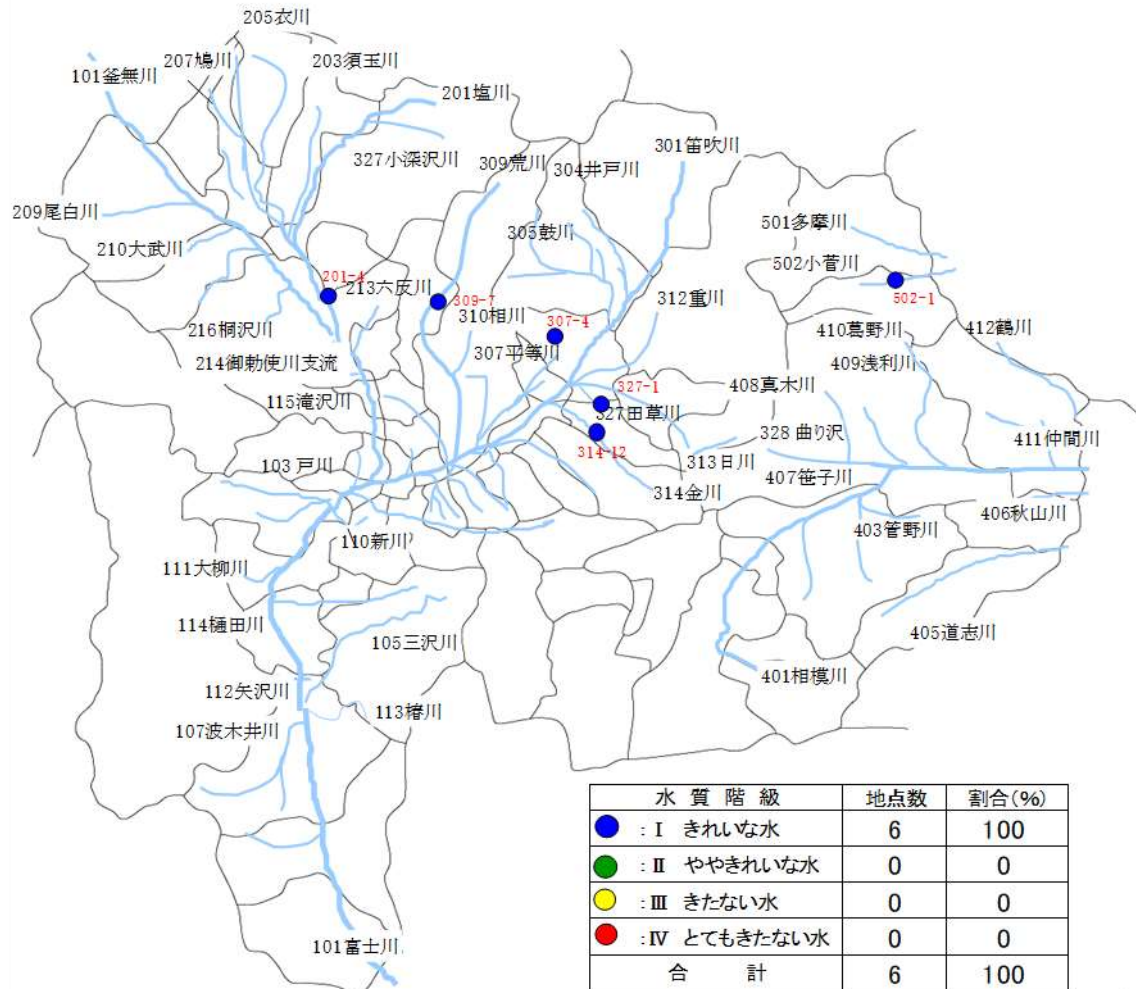 205衣川
207鳩川
203須玉川
101釜無川
201塩川
301笛吹川
327小深沢川
309荒川
304井戸川
209尾白川
305鼓川
501多摩川
210大武川
502小菅川
201-4
213六反川
309-7
502-1
312重川
310相川
307-4
216桐沢川
410葛野川
412鶴川
307平等川
214御勅使川支流
409浅利川
327-1
408真木川
115滝沢川
327田草川
328 曲り沢
411仲間川
314-12
313日川
103 戸川
407笹子川
314金川
406秋山川
403菅野川
110新川
111大柳川
114樋田川
405道志川
105三沢川
401相模川
112矢沢川
113椿川
107波木井川
水 質 階 級 地点数 割合(%)
:Ⅰ きれいな水 6 100
:Ⅱ ややきれいな水 0 0
:Ⅲ きたない水 0 0
:Ⅳ とてもきたない水 0 0
合 計 6 100
101富士川